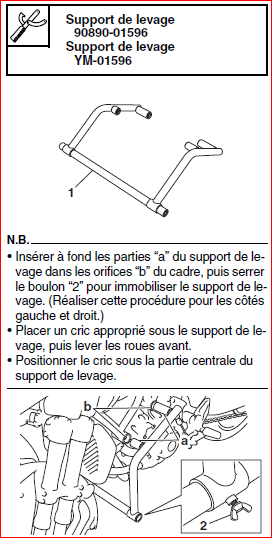 Support de levage
90890-01596
Support de levage
YM-01596
1
N.B.
• Insérer à fond les parties “a” du support de le-
vage dans les orifices “b” du cadre, puis serrer
le boulon “2” pour immobiliser le support de le-
vage. (Réaliser cette procédure pour les côtés
gauche et droit.)
• Placer un cric approprié sous le support de le-
vage, puis lever les roues avant.
• Positionner le cric sous la partie centrale du
support de levage.
b
a
2